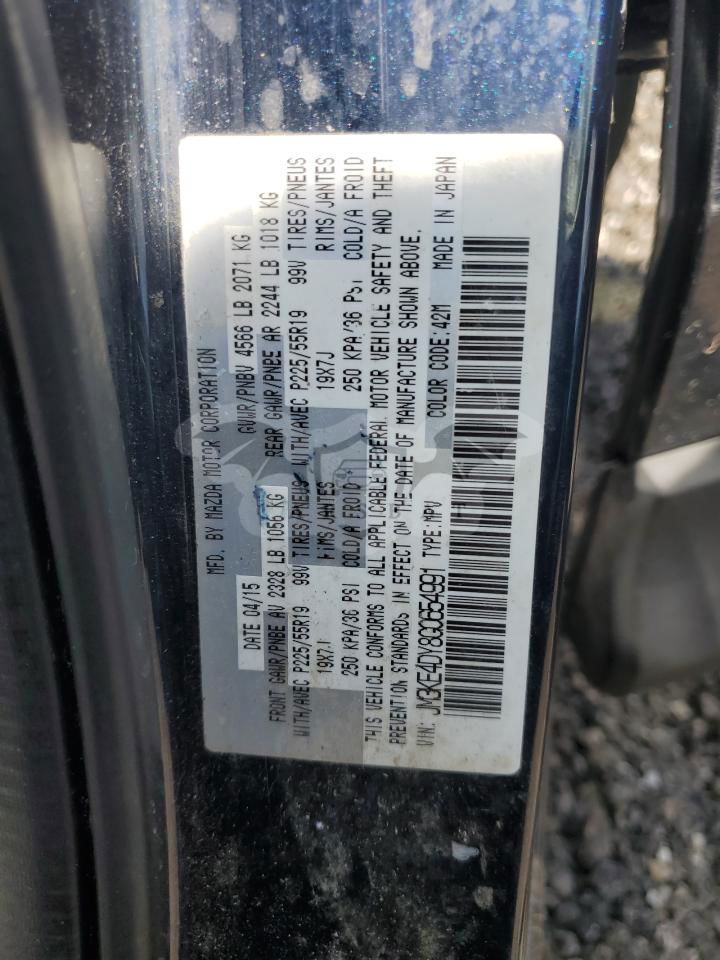 MFD. BY MAZDA MOTOR CORPORATION
DATE 04/15 GVWR/PNBV 4566 LB 2071 KG
FRONT GAWR/PNBE AV 2328 LB 1056 KG REAR GAWR/PNBE AR 2244 LB 1018 KG
WITH/AVEC P225/55R19 99V TIRES/PNEUS WITH/AVEC P225/55R19 99V TIRES/PNEUS
19X7J RIMS/JANTES 19X7J RIMS/JANTES
250 KPA/36 PSI COLD/A FROID 250 KPA/36 PSI COLD/A FROID
THIS VEHICLE CONFORMS TO ALL APPLICABLE FEDERAL MOTOR VEHICLE SAFETY AND THEFT
PREVENTION STANDARDS IN EFFECT ON THE DATE OF MANUFACTURE SHOWN ABOVE.
VIN: JM3KE4DY8G0654991 TYPE:MPV COLOR CODE:42M MADE IN JAPAN